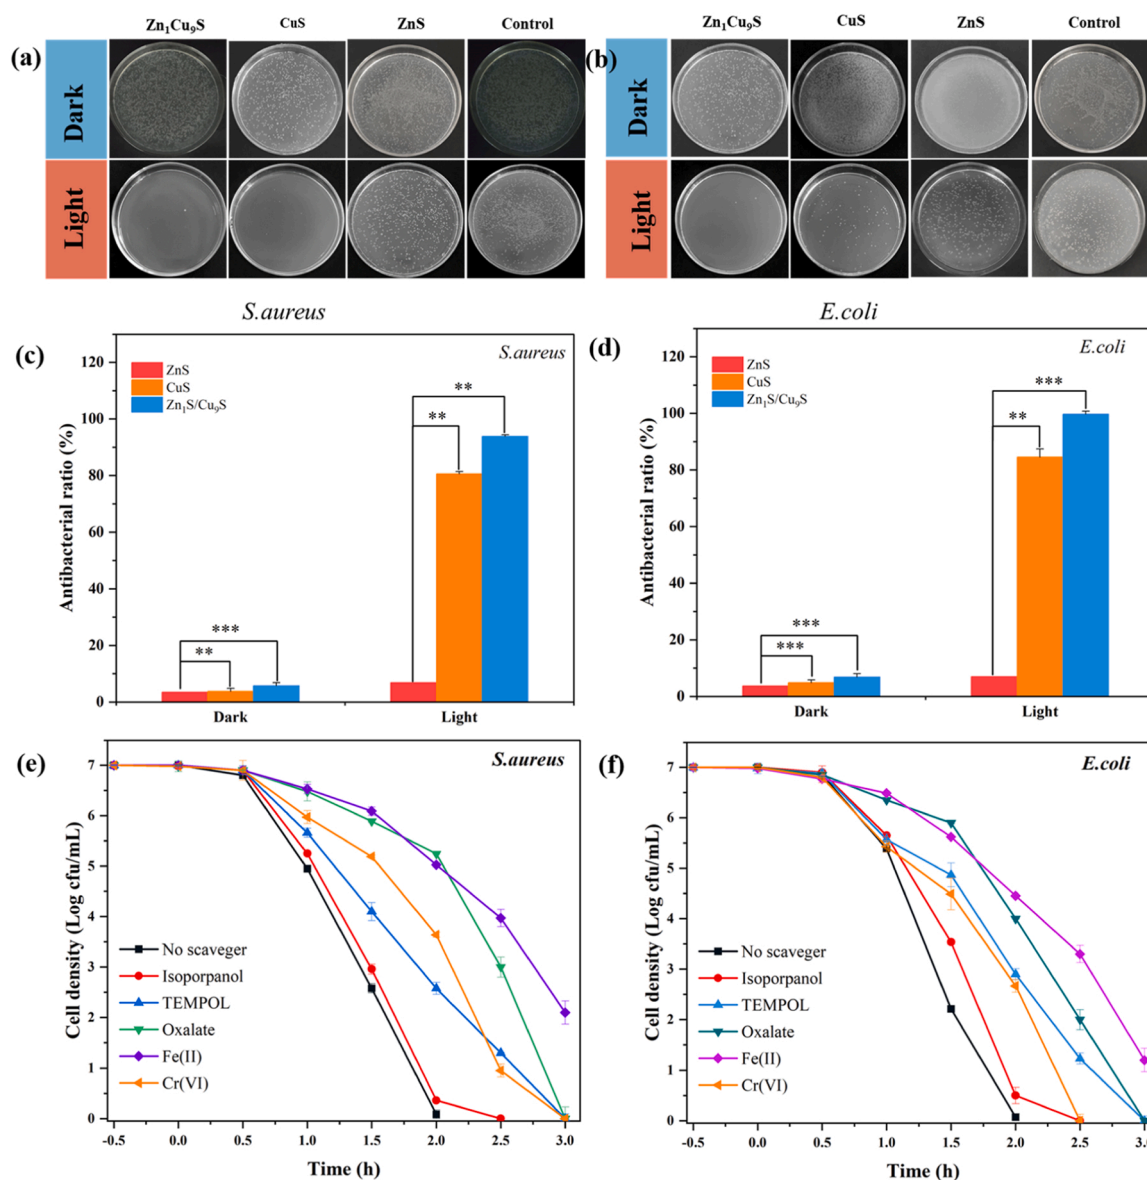 Zn₁Cu₉S CuS ZnS Control
(a)
Dark
Light
S.aureus
Zn₁Cu₉S CuS ZnS Control
(b)
Dark
Light
E.coli
(c)
S.aureus
ZnS
CuS
Zn₁S/Cu₉S
Antibacterial ratio (%)
120
100
80
60
40
20
0
** **
*** **
Dark Light
(d)
E.coli
ZnS
CuS
Zn₁S/Cu₉S
Antibacterial ratio (%)
120
100
80
60
40
20
0
*** **
*** ***
Dark Light
(e)
S.aureus
Cell density (Log cfu/mL)
7
6
5
4
3
2
1
0
No scaveger
Isoporpanol
TEMPOL
Oxalate
Fe(II)
Cr(VI)
-0.5 0.0 0.5 1.0 1.5 2.0 2.5 3.0
Time (h)
(f)
E.coli
Cell density (Log cfu/mL)
7
6
5
4
3
2
1
0
No scaveger
Isoporpanol
TEMPOL
Oxalate
Fe(II)
Cr(VI)
-0.5 0.0 0.5 1.0 1.5 2.0 2.5 3.0
Time (h)